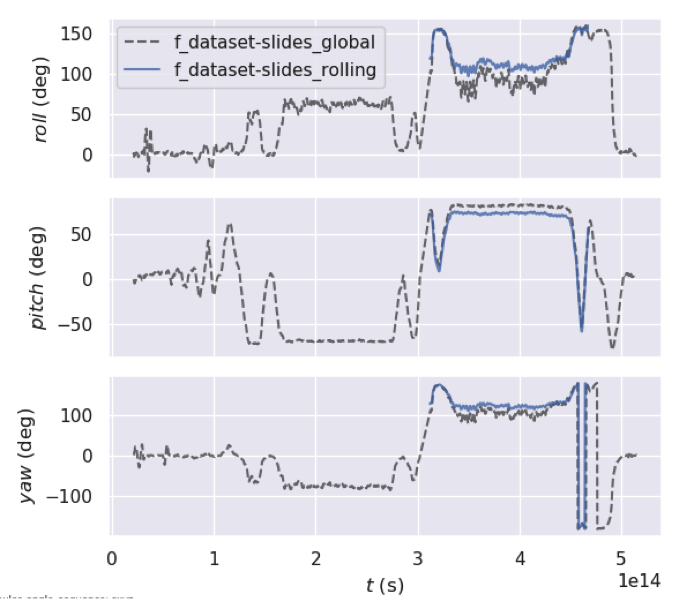 150
100
50
0
roll (deg)
f_dataset-slides_global
f_dataset-slides_rolling
50
0
−50
pitch (deg)
100
0
−100
yaw (deg)
0 1 2 3 4 5
t (s)
1e14